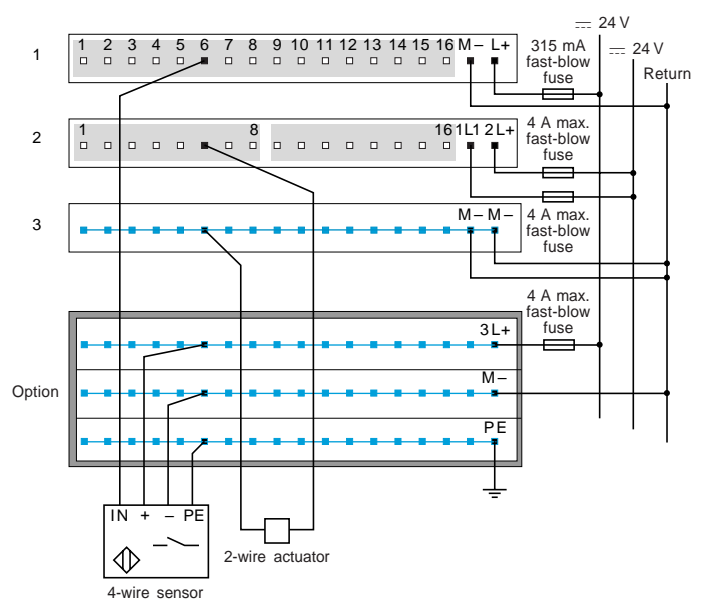 24 V
24 V
Return
1
1 2 3 4 5 6 7 8 9 10 11 12 13 14 15 16 M– L+
315 mA
fast-blow
fuse
2
1 8 16 1L1 2L+
4 A max.
fast-blow
fuse
3
M– M–
4 A max.
fast-blow
fuse
4 A max.
fast-blow
fuse
3L+
Option
M–
PE
IN + – PE
2-wire actuator
4-wire sensor